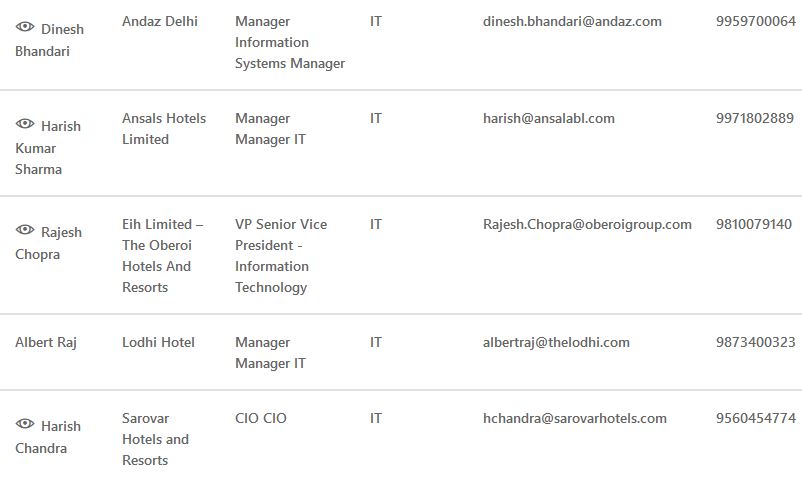 Dinesh Bhandari Andaz Delhi Manager Information Systems Manager IT dinesh.bhandari@andaz.com 9959700064
Harish Kumar Sharma Ansals Hotels Limited Manager Manager IT IT harish@ansalabl.com 9971802889
Rajesh Chopra Eih Limited – The Oberoi Hotels And Resorts VP Senior Vice President - Information Technology IT Rajesh.Chopra@oberoigroup.com 9810079140
Albert Raj Lodhi Hotel Manager Manager IT IT albertraj@thelodhi.com 9873400323
Harish Chandra Sarovar Hotels and Resorts CIO CIO IT hchandra@sarovarhotels.com 9560454774